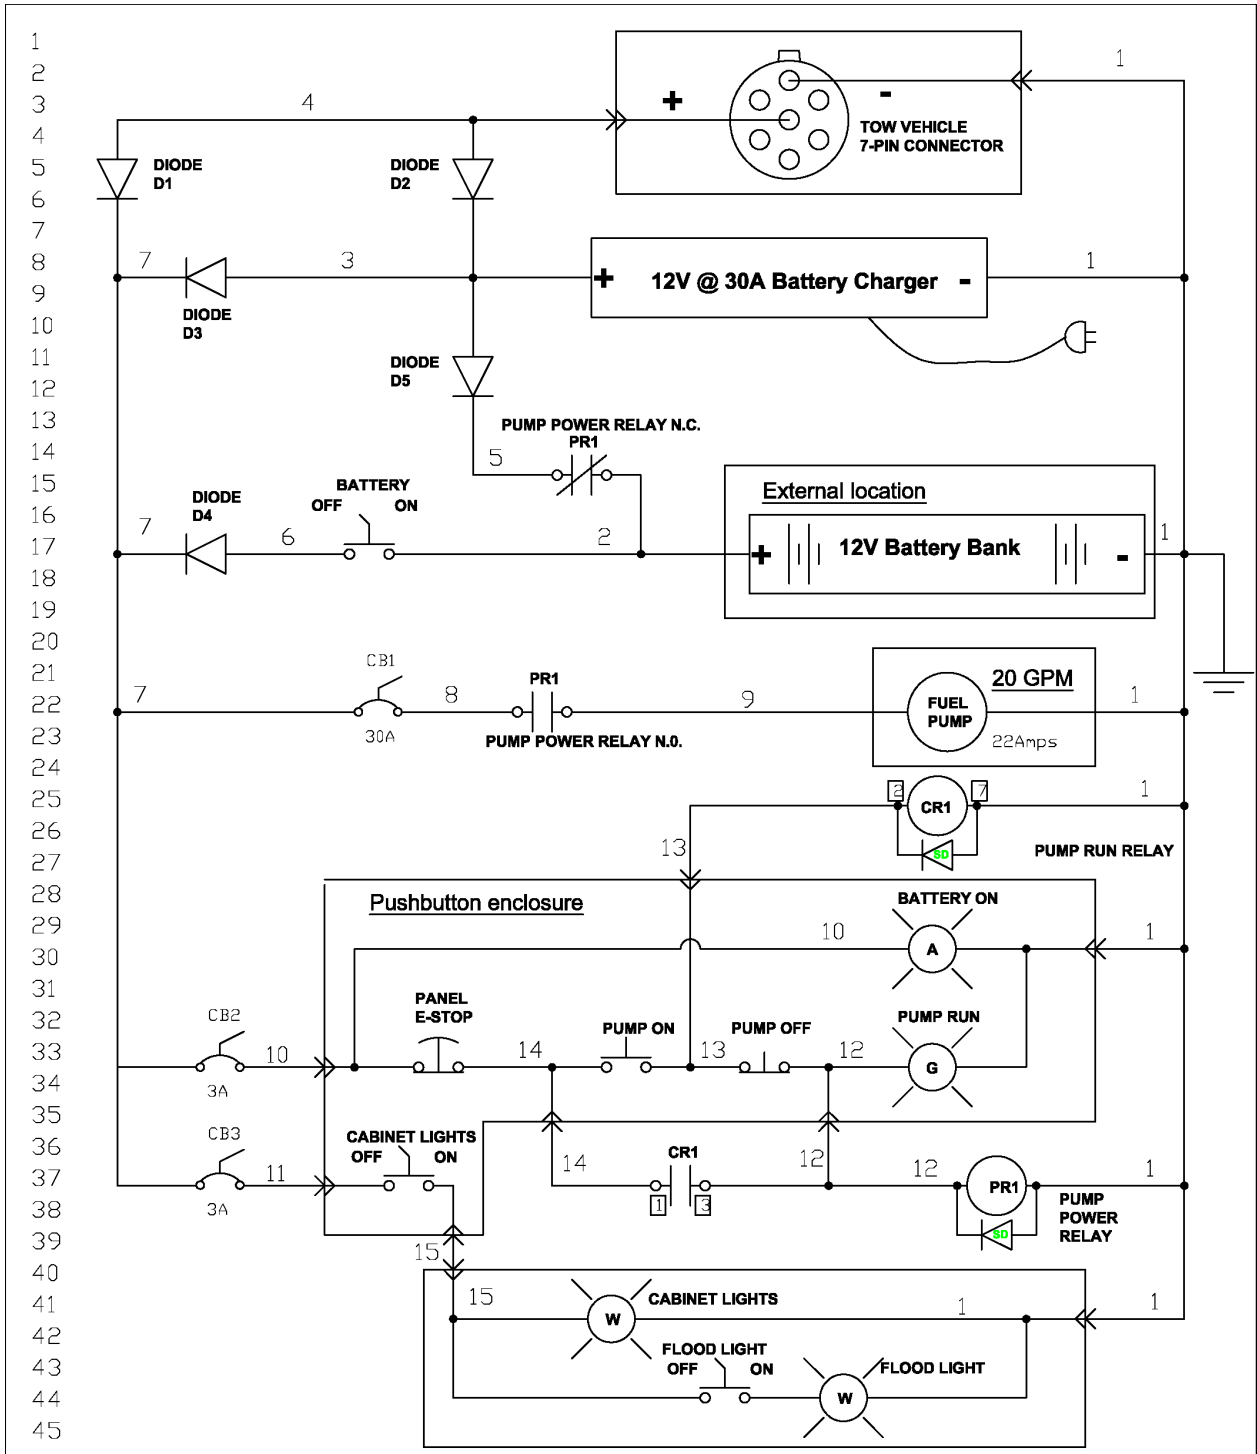 1
2
3
4
5
6
7
8
9
10
11
12
13
14
15
16
17
18
19
20
21
22
23
24
25
26
27
28
29
30
31
32
33
34
35
36
37
38
39
40
41
42
43
44
45
1
4
+
-
TOW VEHICLE
7-PIN CONNECTOR
DIODE
D1
DIODE
D2
7
3
+
12V @ 30A Battery Charger
-
1
DIODE
D3
DIODE
D5
PUMP POWER RELAY N.C.
PR1
5
BATTERY
OFF ON
DIODE
D4
7
6
2
External location
+
12V Battery Bank
-
1
CB1
7
8
30A
PR1
PUMP POWER RELAY N.O.
9
20 GPM
FUEL
PUMP
22Amps
1
2
CR1
7
1
SD
PUMP RUN RELAY
13
Pushbutton enclosure
BATTERY ON
10
A
1
PANEL
E-STOP
CB2
10
3A
14
PUMP ON
13
PUMP OFF
12
PUMP RUN
G
CB3
11
3A
CABINET LIGHTS
OFF ON
14
CR1
1
3
12
12
PR1
1
SD
PUMP
POWER
RELAY
15
15
W
CABINET LIGHTS
1
1
FLOOD LIGHT
OFF ON
W
FLOOD LIGHT